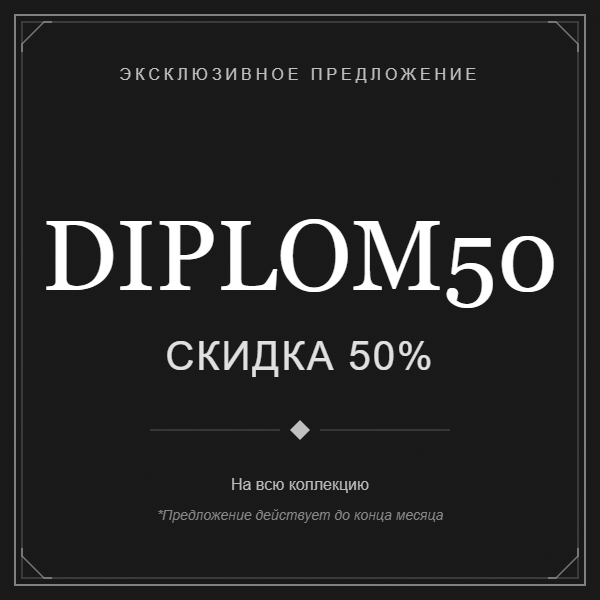 ЭКСКЛЮЗИВНОЕ ПРЕДЛОЖЕНИЕ
DIPLOM50
СКИДКА 50%
На всю коллекцию
*Предложение действует до конца месяца